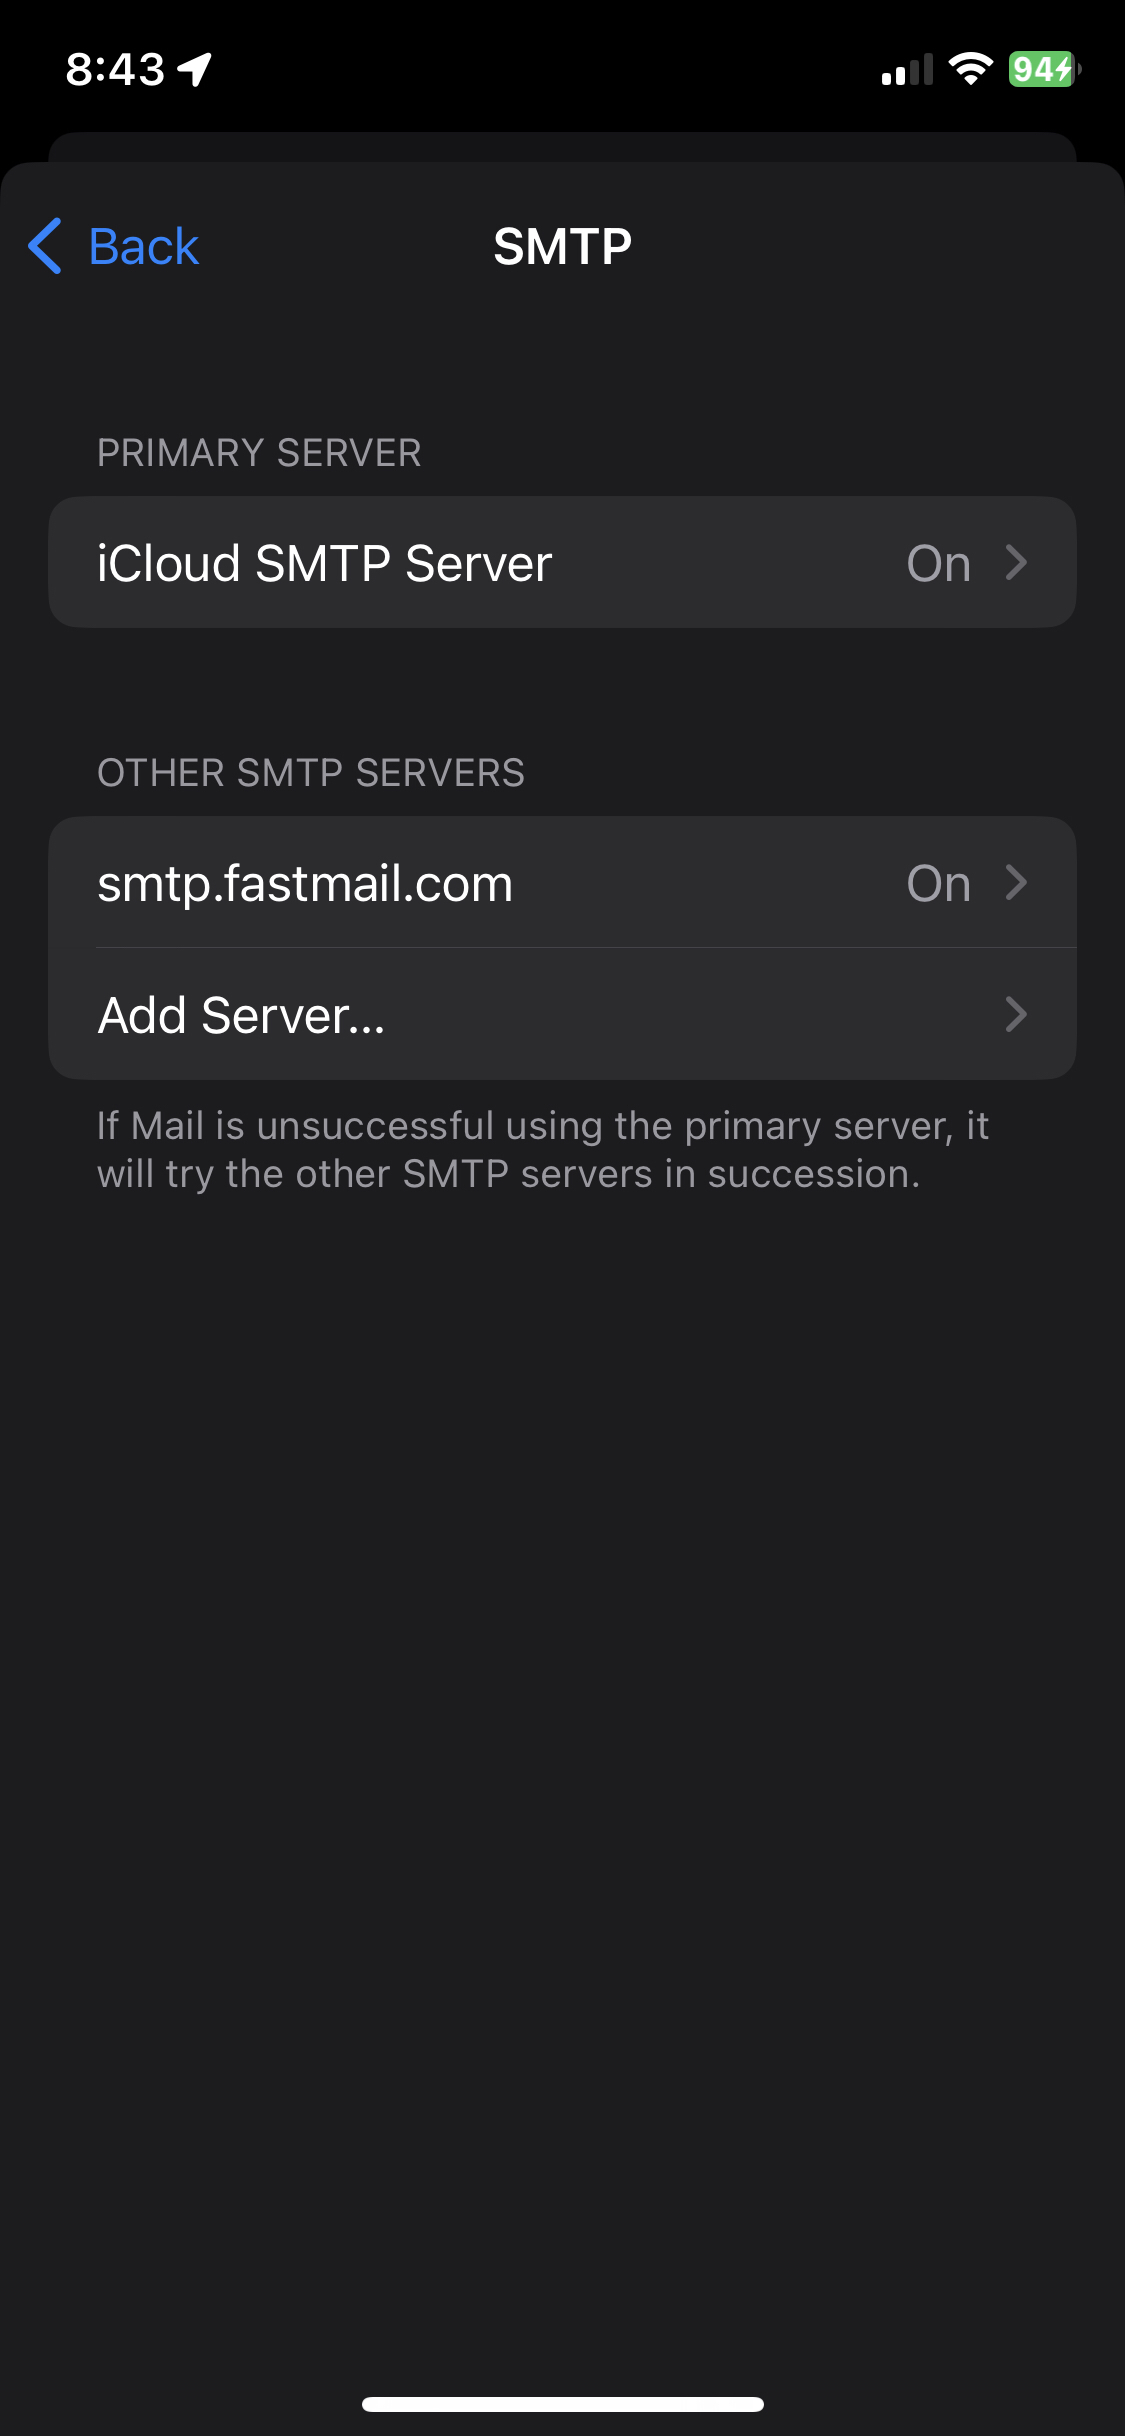 8:43
94
Back
SMTP
PRIMARY SERVER
iCloud SMTP Server
On
OTHER SMTP SERVERS
smtp.fastmail.com
On
Add Server...
If Mail is unsuccessful using the primary server, it
will try the other SMTP servers in succession.